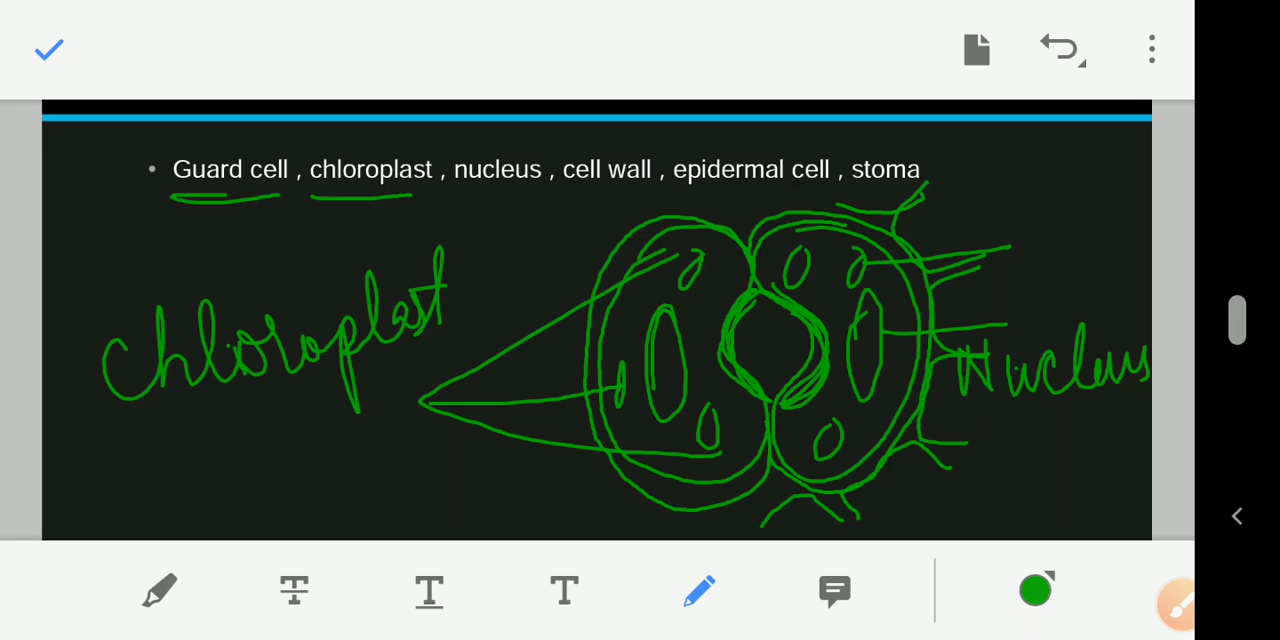 • Guard cell , chloroplast , nucleus , cell wall , epidermal cell , stoma
Chloroplast
Nucleus